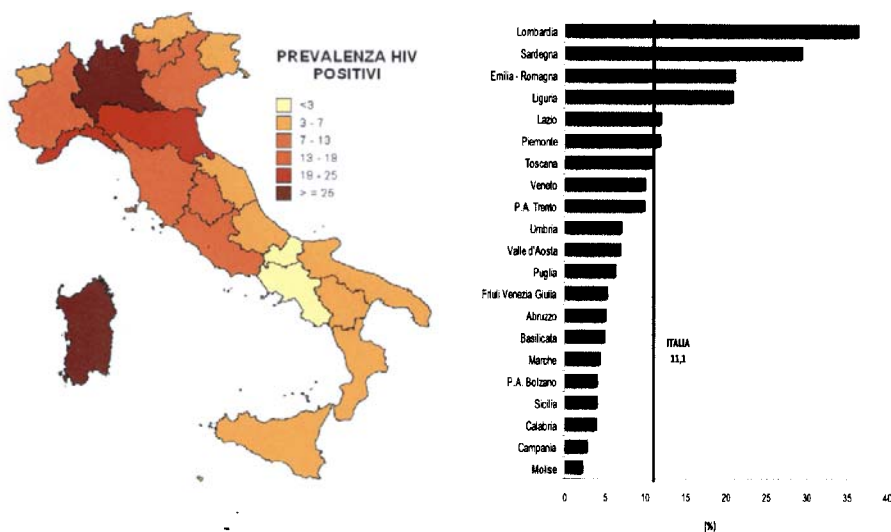 PREVALENZA HIV
POSITIVI
<3
3 - 7
7 - 13
13 - 18
18 - 25
> = 25
Lombardia
Sardegna
Emilia - Romagna
Liguria
Lazio
Piemonte
Toscana
Veneto
P.A. Trento
Umbria
Valle d'Aosta
Puglia
Friuli Venezia Giulia
Abruzzo
Basilicata
Marche
P.A. Bolzano
Sicilia
Calabria
Campania
Molise
ITALIA
11,1
0 5 10 15 20 25 30 35 40
(%)